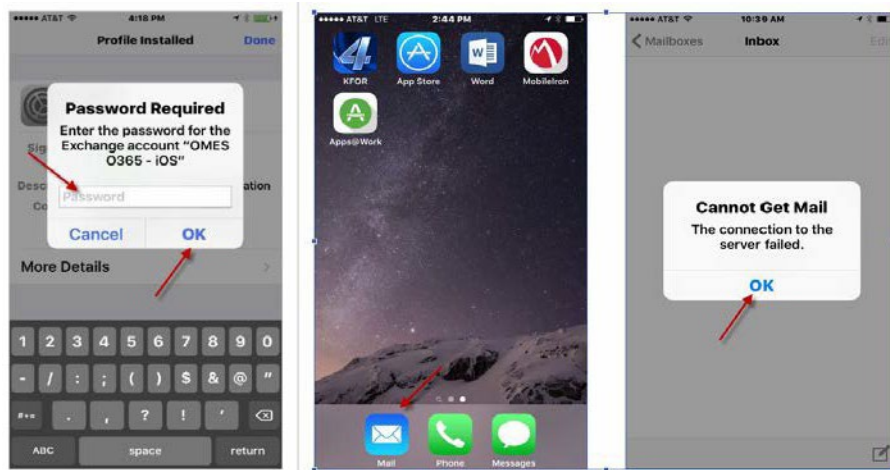 AT&T 4:18 PM
Profile Installed Done
Password Required
Enter the password for the
Exchange account “OMES
O365 - iOS”
Password
Cancel OK
More Details
1 2 3 4 5 6 7 8 9 0
- / : ; ( ) $ & @ "
#+= . , ? ! '
ABC space return
AT&T LTE 2:44 PM
KFOR App Store Word MobileIron
Apps@Work
Mail Phone Messages
AT&T 10:39 AM
Mailboxes Inbox Edit
Cannot Get Mail
The connection to the
server failed.
OK